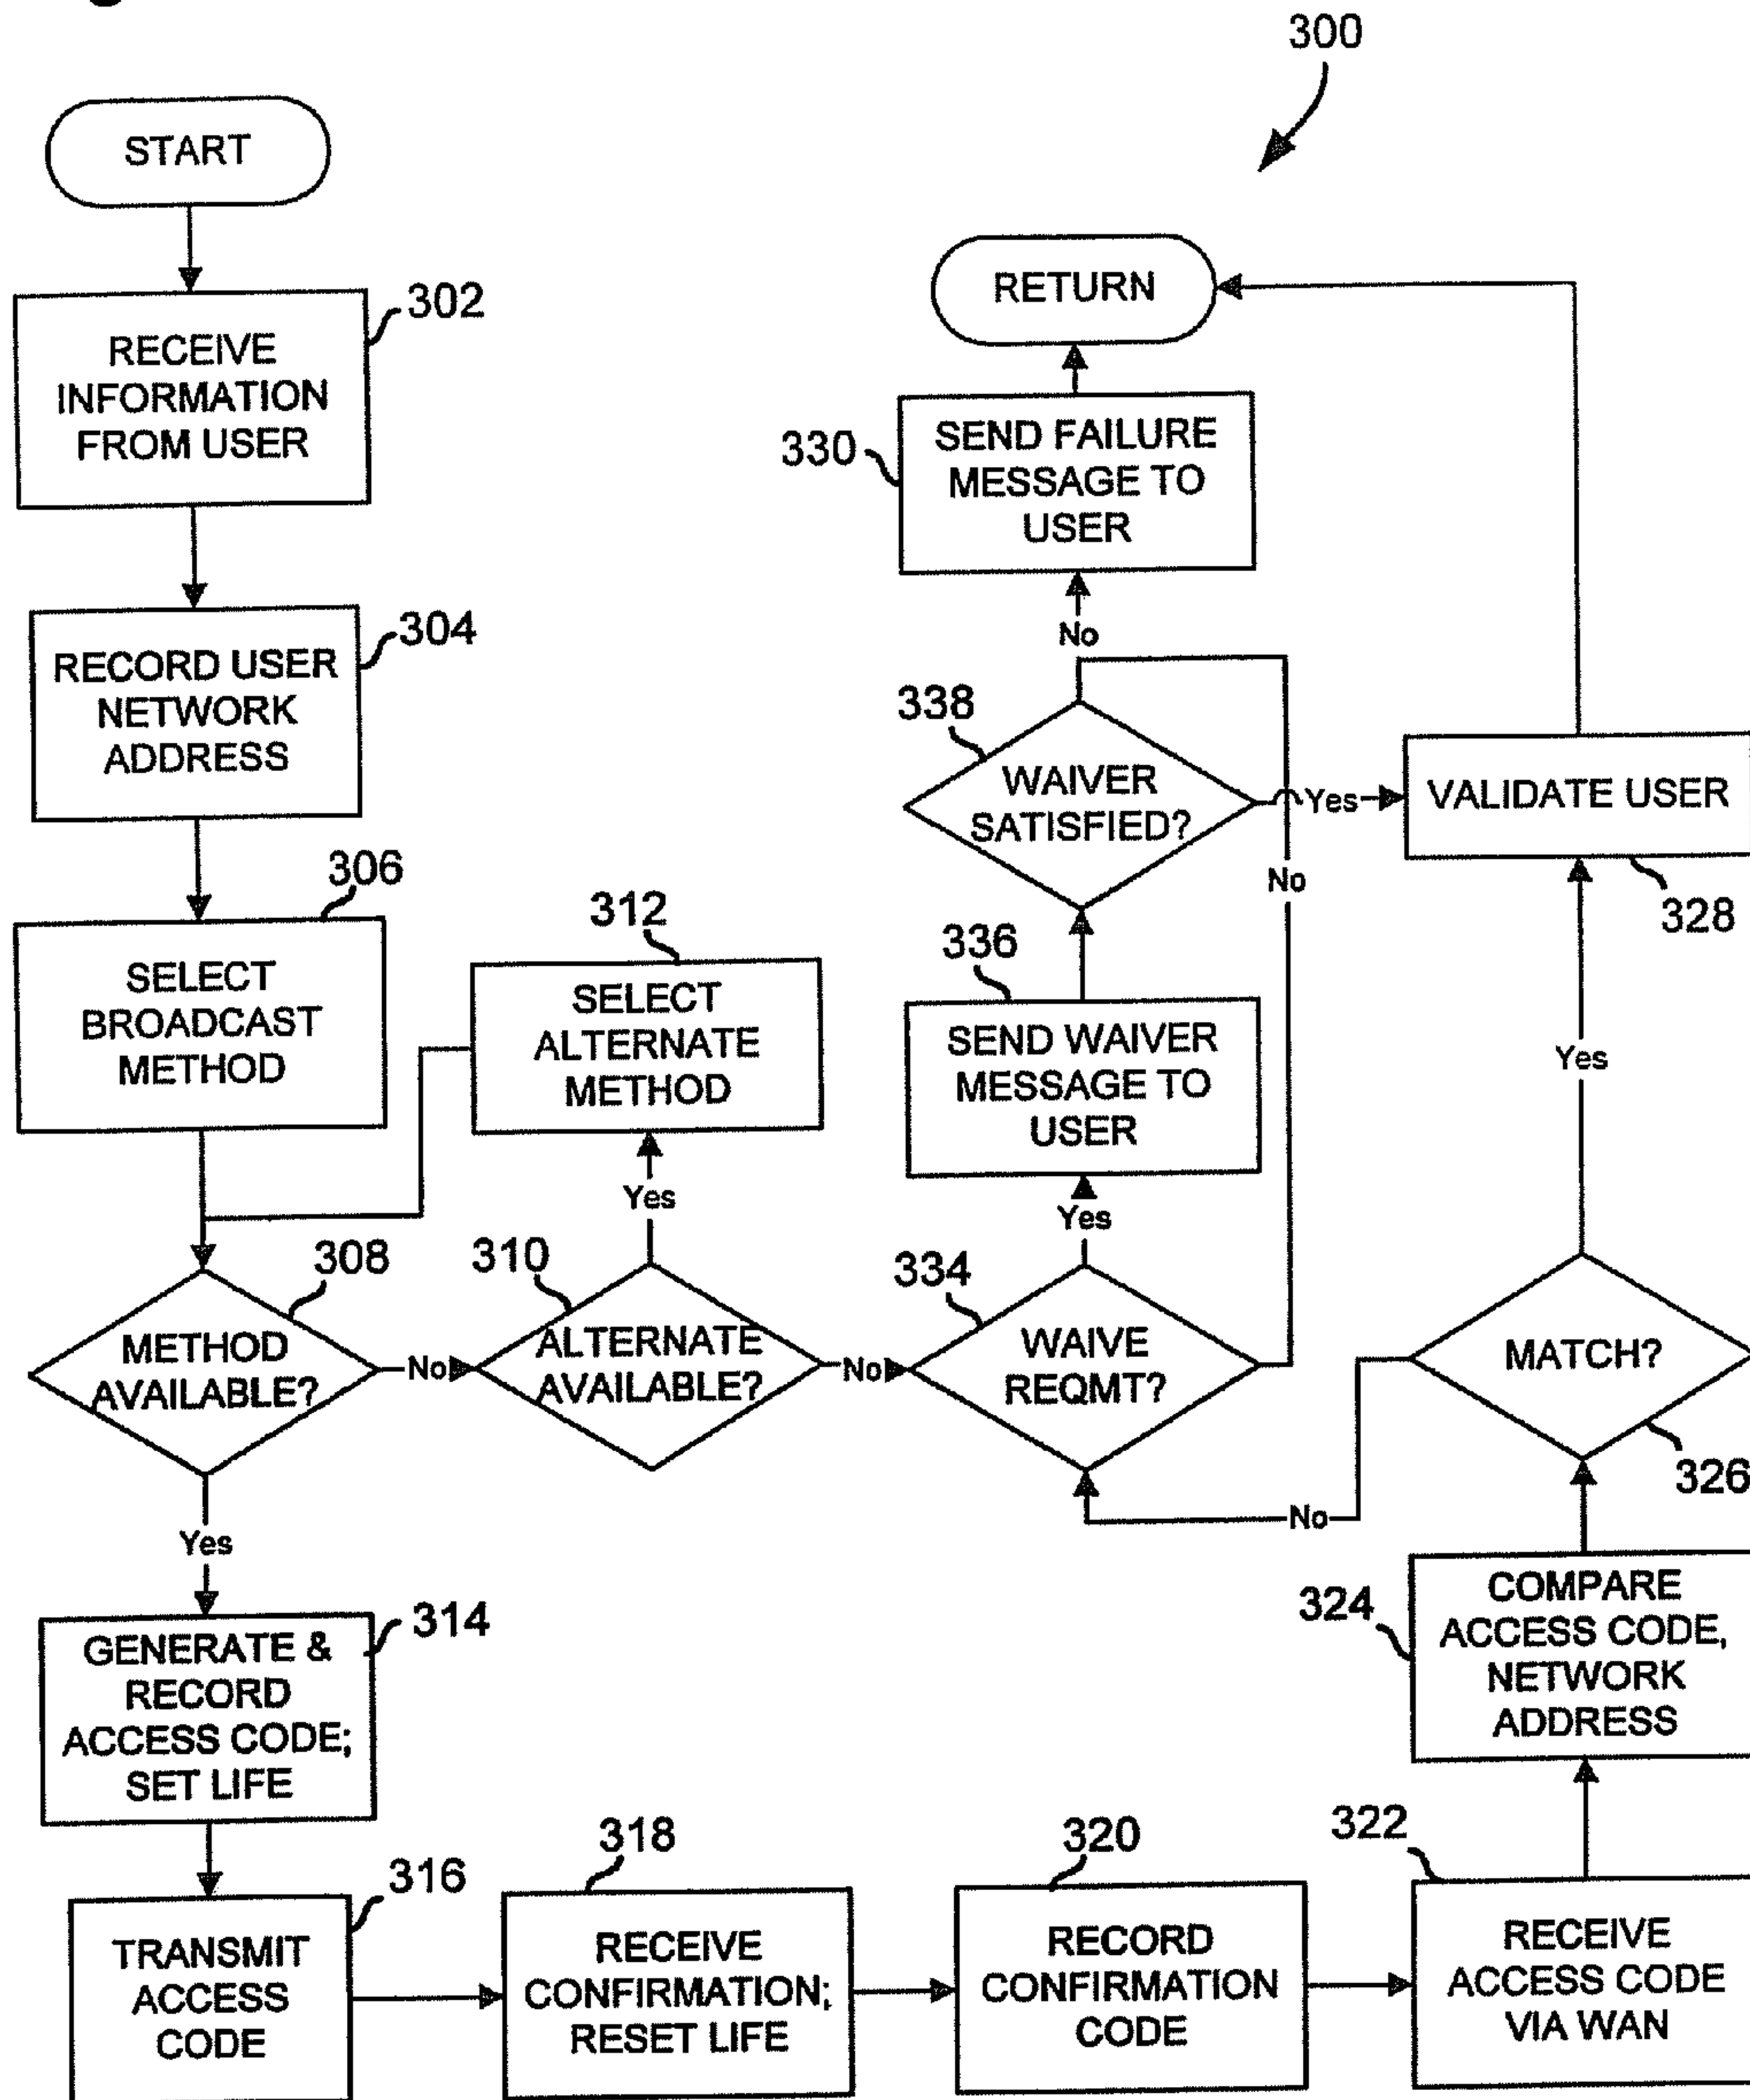 300
START
302
RECEIVE
INFORMATION
FROM USER
304
RECORD USER
NETWORK
ADDRESS
306
SELECT
BROADCAST
METHOD
308
METHOD
AVAILABLE?
No
Yes
310
ALTERNATE
AVAILABLE?
Yes
No
312
SELECT
ALTERNATE
METHOD
314
GENERATE &
RECORD
ACCESS CODE;
SET LIFE
316
TRANSMIT
ACCESS
CODE
318
RECEIVE
CONFIRMATION;
RESET LIFE
320
RECORD
CONFIRMATION
CODE
322
RECEIVE
ACCESS CODE
VIA WAN
324
COMPARE
ACCESS CODE,
NETWORK
ADDRESS
326
MATCH?
Yes
No
328
VALIDATE USER
334
WAIVE
REQMT?
Yes
No
336
SEND WAIVER
MESSAGE TO
USER
338
WAIVER
SATISFIED?
Yes
No
330
SEND FAILURE
MESSAGE TO
USER
RETURN